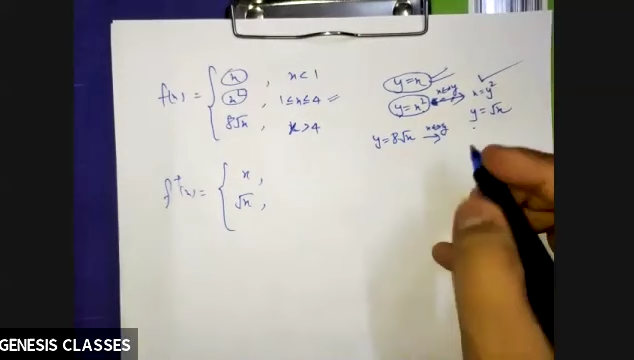 f(x) = { x , x < 1
x² , 1 ≤ x ≤ 4
8√x , x > 4
y = x
y = x² x↔y x = y²
y = √x
y = 8√x x↔y →
f⁻¹(x) = { x ,
√x ,
GENESIS CLASSES